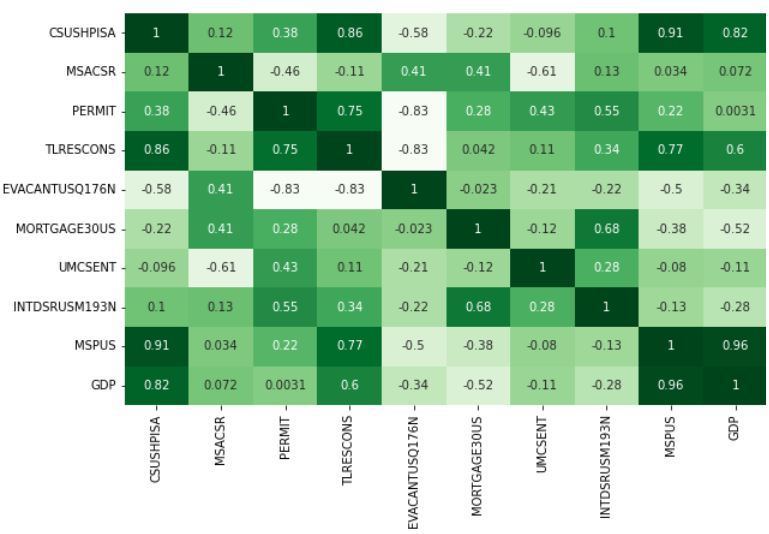 CSUSHPISA 1 0.12 0.38 0.86 -0.58 -0.22 -0.096 0.1 0.91 0.82
MSACSR 0.12 1 -0.46 -0.11 0.41 0.41 -0.61 0.13 0.034 0.072
PERMIT 0.38 -0.46 1 0.75 -0.83 0.28 0.43 0.55 0.22 0.0031
TLRESCONS 0.86 -0.11 0.75 1 -0.83 0.042 0.11 0.34 0.77 0.6
EVACANTUSQ176N -0.58 0.41 -0.83 -0.83 1 -0.023 -0.21 -0.22 -0.5 -0.34
MORTGAGE30US -0.22 0.41 0.28 0.042 -0.023 1 -0.12 0.68 -0.38 -0.52
UMCSENT -0.096 -0.61 0.43 0.11 -0.21 -0.12 1 0.28 -0.08 -0.11
INTDSRUSM193N 0.1 0.13 0.55 0.34 -0.22 0.68 0.28 1 -0.13 -0.28
MSPUS 0.91 0.034 0.22 0.77 -0.5 -0.38 -0.08 -0.13 1 0.96
GDP 0.82 0.072 0.0031 0.6 -0.34 -0.52 -0.11 -0.28 0.96 1
CSUSHPISA
MSACSR
PERMIT
TLRESCONS
EVACANTUSQ176N
MORTGAGE30US
UMCSENT
INTDSRUSM193N
MSPUS
GDP